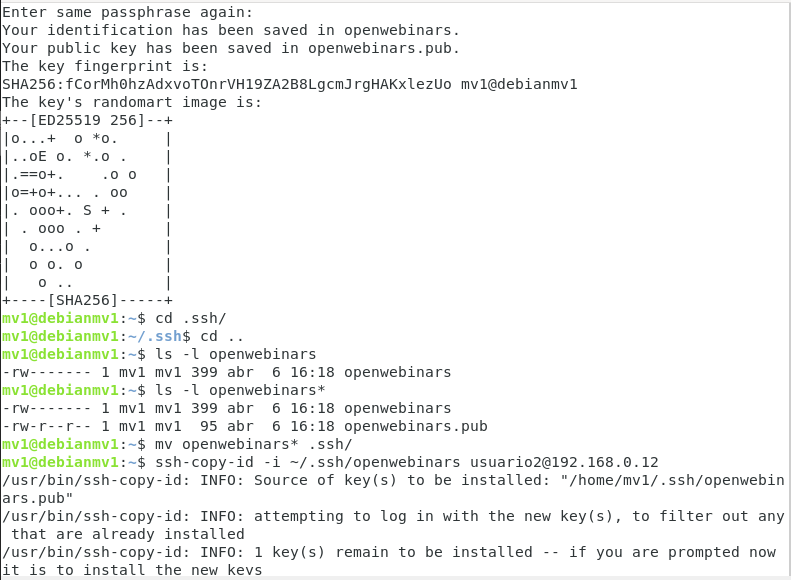 Enter same passphrase again:
Your identification has been saved in openwebinars.
Your public key has been saved in openwebinars.pub.
The key fingerprint is:
SHA256:fCorMh0hzAdxvoTOnrVH19ZA2B8LgcmJrgHAKxlezUo mv1@debianmv1
The key's randomart image is:
+--[ED25519 256]--+
|o...+  o *o.     |
|..oE o. *.o .    |
|.==o+.    .o o   |
|o=+o+... . oo    |
|. ooo+. S + .    |
| . ooo . +       |
|  o...o .        |
|  o o. o         |
|   o ..          |
+----[SHA256]-----+
mv1@debianmv1:~$ cd .ssh/
mv1@debianmv1:~/.ssh$ cd ..
mv1@debianmv1:~$ ls -l openwebinars
-rw------- 1 mv1 mv1 399 abr  6 16:18 openwebinars
mv1@debianmv1:~$ ls -l openwebinars*
-rw------- 1 mv1 mv1 399 abr  6 16:18 openwebinars
-rw-r--r-- 1 mv1 mv1  95 abr  6 16:18 openwebinars.pub
mv1@debianmv1:~$ mv openwebinars* .ssh/
mv1@debianmv1:~$ ssh-copy-id -i ~/.ssh/openwebinars usuario2@192.168.0.12
/usr/bin/ssh-copy-id: INFO: Source of key(s) to be installed: "/home/mv1/.ssh/openwebin
ars.pub"
/usr/bin/ssh-copy-id: INFO: attempting to log in with the new key(s), to filter out any
 that are already installed
/usr/bin/ssh-copy-id: INFO: 1 key(s) remain to be installed -- if you are prompted now
it is to install the new keys